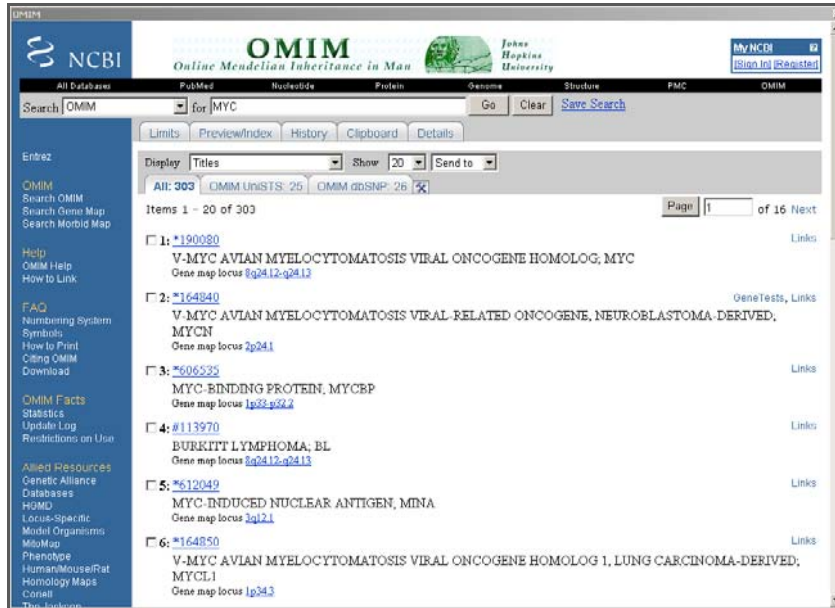 OMIM
NCBI
OMIM
Online Mendelian Inheritance in Man
Johns
Hopkins
University
My NCBI
[Sign In] [Register]
All Databases PubMed Nucleotide Protein Genome Structure PMC OMIM
Search OMIM for MYC Go Clear Save Search
Limits Preview/Index History Clipboard Details
Display Titles Show 20 Send to
All: 303 OMIM UniSTS: 25 OMIM dbSNP: 26
Items 1 - 20 of 303 Page 1 of 16 Next
1: *190080 Links
V-MYC AVIAN MYELOCYTOMATOSIS VIRAL ONCOGENE HOMOLOG; MYC
Gene map locus 8q24.12-q24.13
2: *164840 GeneTests, Links
V-MYC AVIAN MYELOCYTOMATOSIS VIRAL-RELATED ONCOGENE, NEUROBLASTOMA-DERIVED;
MYCN
Gene map locus 2p24.1
3: *606535 Links
MYC-BINDING PROTEIN; MYCBP
Gene map locus 1p33-p32.2
4: #113970 Links
BURKITT LYMPHOMA; BL
Gene map locus 8q24.12-q24.13
5: *612049 Links
MYC-INDUCED NUCLEAR ANTIGEN; MINA
Gene map locus 3q12.1
6: *164850 Links
V-MYC AVIAN MYELOCYTOMATOSIS VIRAL ONCOGENE HOMOLOG 1, LUNG CARCINOMA-DERIVED;
MYCL1
Gene map locus 1p34.3
Entrez
OMIM
Search OMIM
Search Gene Map
Search Morbid Map
Help
OMIM Help
How to Link
FAQ
Numbering System
Symbols
How to Print
Citing OMIM
Download
OMIM Facts
Statistics
Update Log
Restrictions on Use
Allied Resources
Genetic Alliance
Databases
HGMD
Locus-Specific
Model Organisms
MitoMap
Phenotype
Human/Mouse/Rat
Homology Maps
Coriell
The Jackson